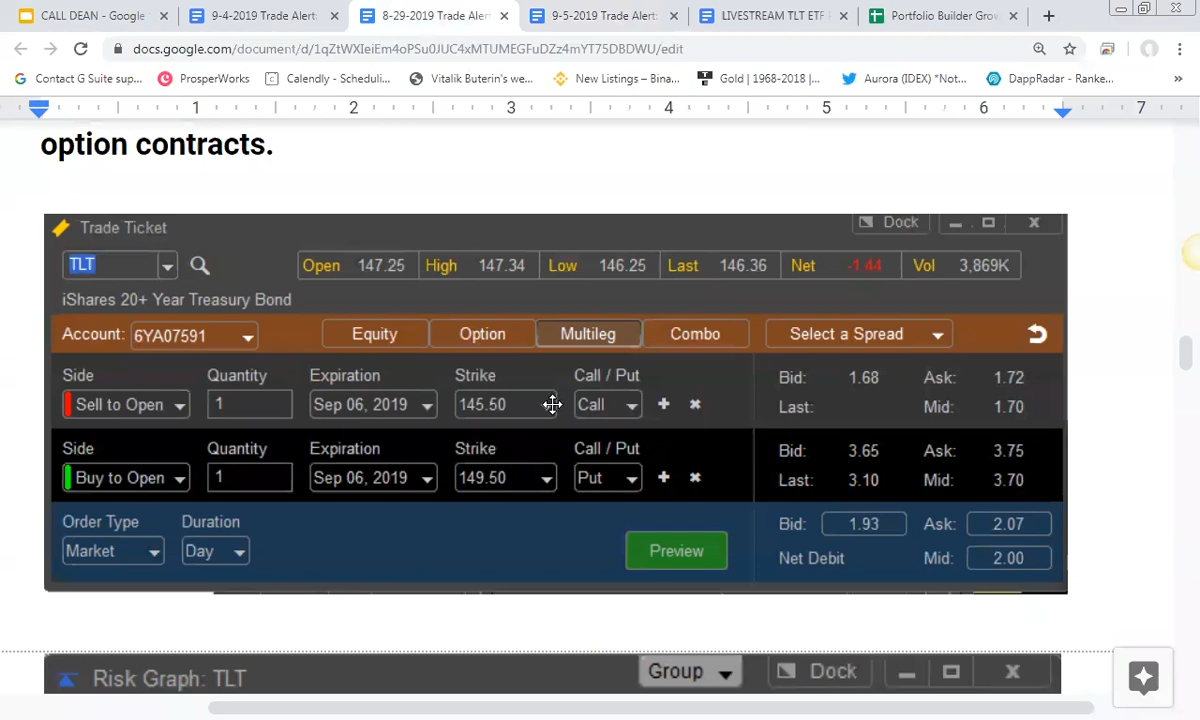 CALL DEAN - Google
9-4-2019 Trade Alert:
8-29-2019 Trade Aler
9-5-2019 Trade Alert:
LIVESTREAM TLT ETF
Portfolio Builder Grov
docs.google.com/document/d/1qZtWXIeiEm4oPSu0JUC4xMTUMEGFuDZz4mYT75DBDWU/edit
Contact G Suite sup...
ProsperWorks
Calendly - Scheduli...
Vitalik Buterin's we...
New Listings – Bina...
Gold | 1968-2018 |...
Aurora (IDEX) *Not...
DappRadar - Ranke...
»
1 2 3 4 5 6 7
option contracts.
Trade Ticket
Dock
TLT
Open 147.25 High 147.34 Low 146.25 Last 146.36 Net -1.44 Vol 3,869K
iShares 20+ Year Treasury Bond
Account: 6YA07591 Equity Option Multileg Combo Select a Spread
Side Quantity Expiration Strike Call / Put Bid: 1.68 Ask: 1.72
Sell to Open 1 Sep 06, 2019 145.50 Call Last: Mid: 1.70
Side Quantity Expiration Strike Call / Put Bid: 3.65 Ask: 3.75
Buy to Open 1 Sep 06, 2019 149.50 Put Last: 3.10 Mid: 3.70
Order Type Duration Bid: 1.93 Ask: 2.07
Market Day Preview Net Debit Mid: 2.00
Risk Graph: TLT Group Dock